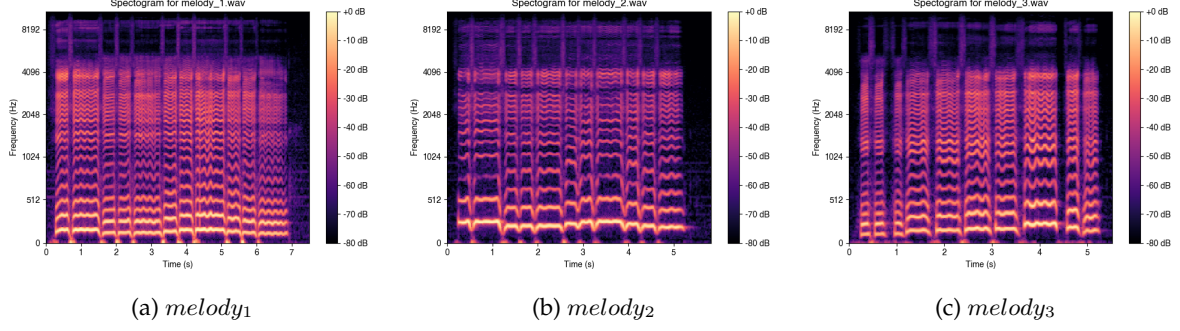 Spectogram for melody_1.wav
8192
4096
2048
1024
512
0
Frequency (Hz)
0
1
2
3
4
5
6
7
Time (s)
+0 dB
-10 dB
-20 dB
-30 dB
-40 dB
-50 dB
-60 dB
-70 dB
-80 dB
(a) melody1
Spectogram for melody_2.wav
8192
4096
2048
1024
512
0
Frequency (Hz)
0
1
2
3
4
5
Time (s)
+0 dB
-10 dB
-20 dB
-30 dB
-40 dB
-50 dB
-60 dB
-70 dB
-80 dB
(b) melody2
Spectogram for melody_3.wav
8192
4096
2048
1024
512
0
Frequency (Hz)
0
1
2
3
4
5
Time (s)
+0 dB
-10 dB
-20 dB
-30 dB
-40 dB
-50 dB
-60 dB
-70 dB
-80 dB
(c) melody3